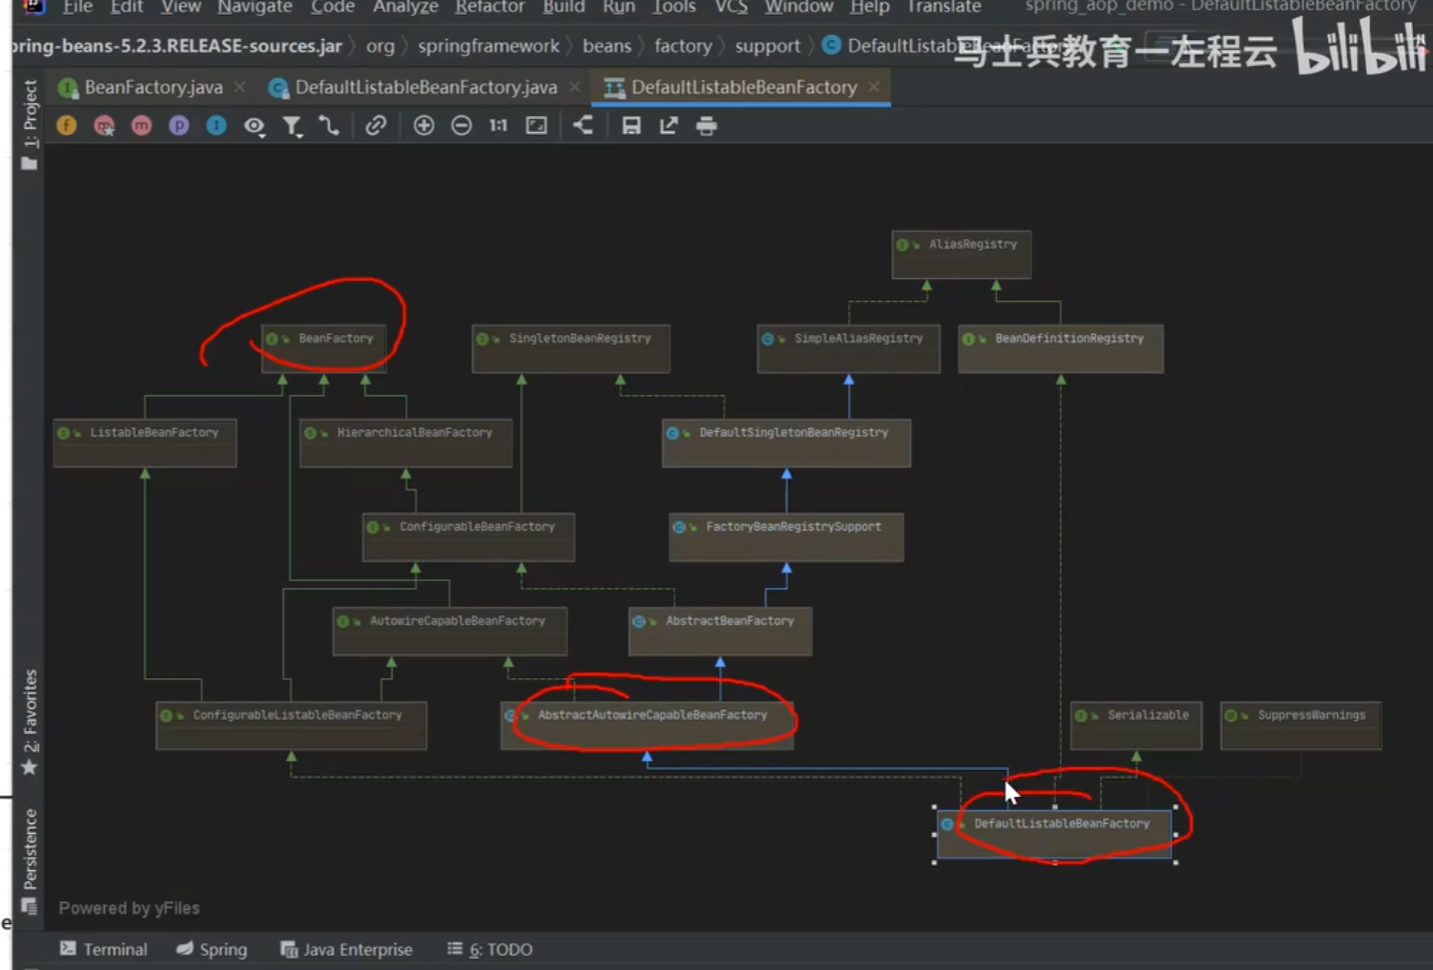 File Edit View Navigate Code Analyze Refactor Build Run Tools VCS Window Help Translate spring_aop_demo - DefaultListableBeanFactory
pring-beans-5.2.3.RELEASE-sources.jar org springframework beans factory support DefaultListableBeanFactory
马士兵教育—左程云 bilibili
BeanFactory.java DefaultListableBeanFactory.java DefaultListableBeanFactory
1: Project
1:1
AliasRegistry
BeanFactory SingletonBeanRegistry SimpleAliasRegistry BeanDefinitionRegistry
ListableBeanFactory HierarchicalBeanFactory DefaultSingletonBeanRegistry
ConfigurableBeanFactory FactoryBeanRegistrySupport
AutowireCapableBeanFactory AbstractBeanFactory
ConfigurableListableBeanFactory AbstractAutowireCapableBeanFactory Serializable SuppressWarnings
2: Favorites
DefaultListableBeanFactory
Persistence
Powered by yFiles
Terminal Spring Java Enterprise 6: TODO